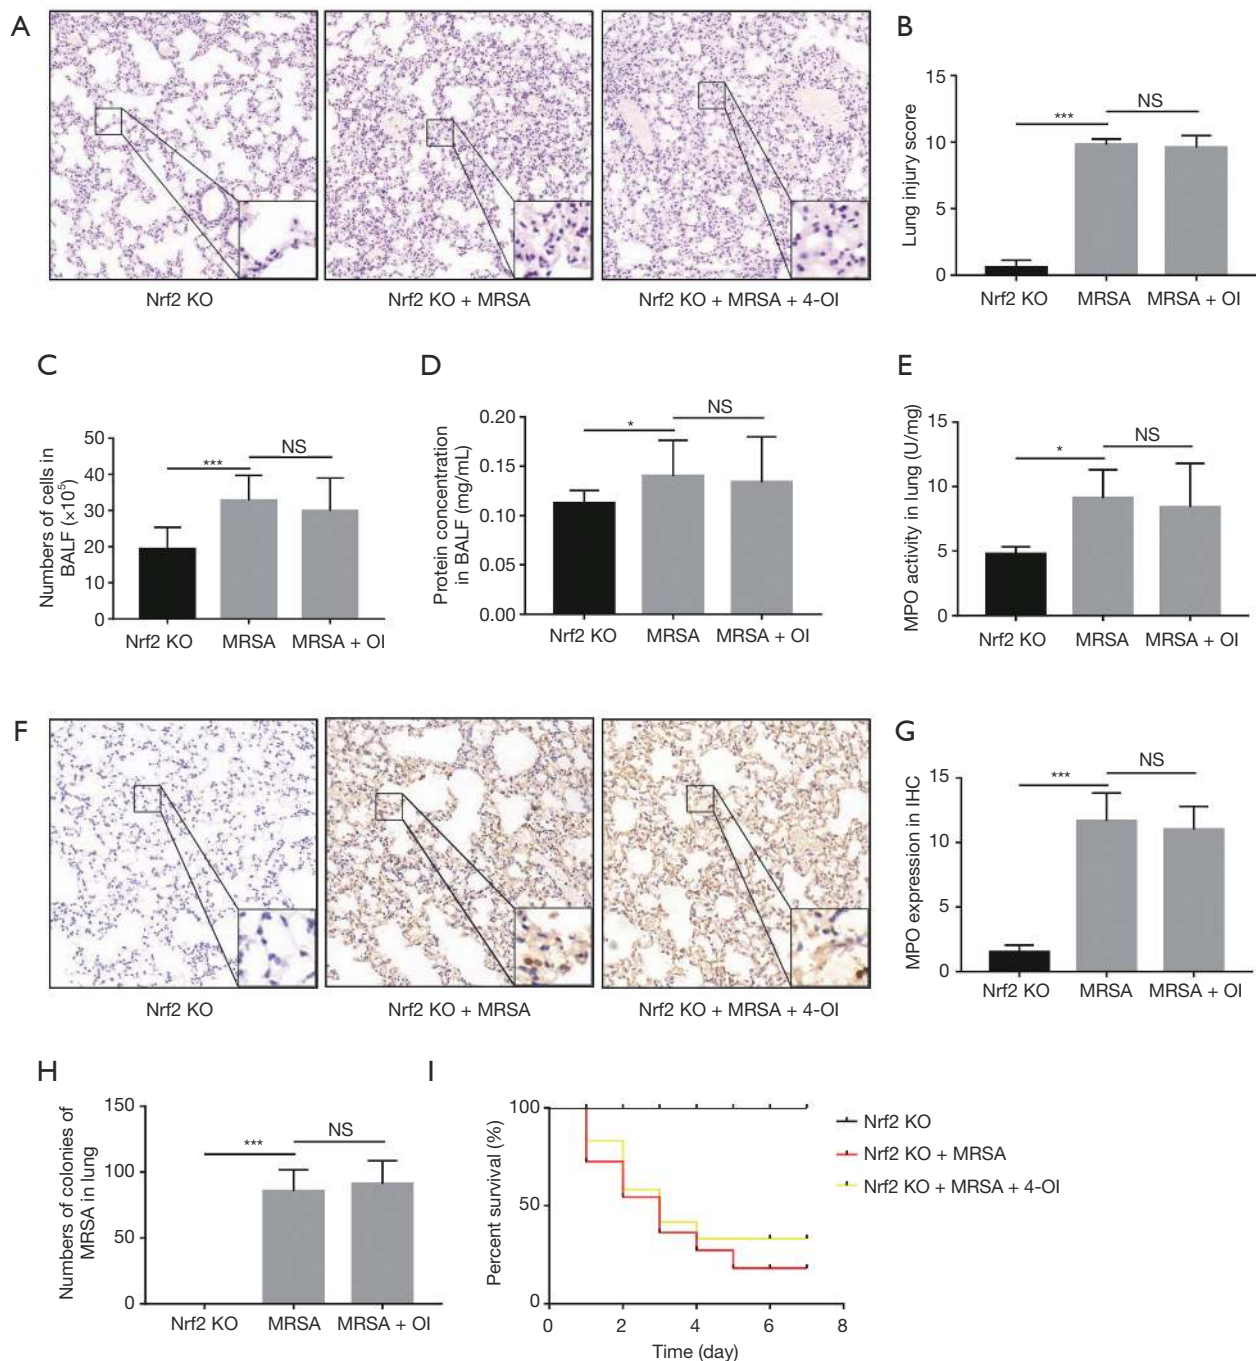 A
Nrf2 KO
Nrf2 KO + MRSA
Nrf2 KO + MRSA + 4-OI
B
Lung injury score
15
10
5
0
***
NS
Nrf2 KO
MRSA
MRSA + OI
C
Numbers of cells in
BALF (×10⁵)
50
40
30
20
10
0
***
NS
Nrf2 KO
MRSA
MRSA + OI
D
Protein concentration
in BALF (mg/mL)
0.20
0.15
0.10
0.05
0.00
*
NS
Nrf2 KO
MRSA
MRSA + OI
E
MPO activity in lung (U/mg)
15
10
5
0
*
NS
Nrf2 KO
MRSA
MRSA + OI
F
Nrf2 KO
Nrf2 KO + MRSA
Nrf2 KO + MRSA + 4-OI
G
MPO expression in IHC
15
10
5
0
***
NS
Nrf2 KO
MRSA
MRSA + OI
H
Numbers of colonies of
MRSA in lung
150
100
50
0
***
NS
Nrf2 KO
MRSA
MRSA + OI
I
Percent survival (%)
100
50
0
0
2
4
6
8
Time (day)
Nrf2 KO
Nrf2 KO + MRSA
Nrf2 KO + MRSA + 4-OI